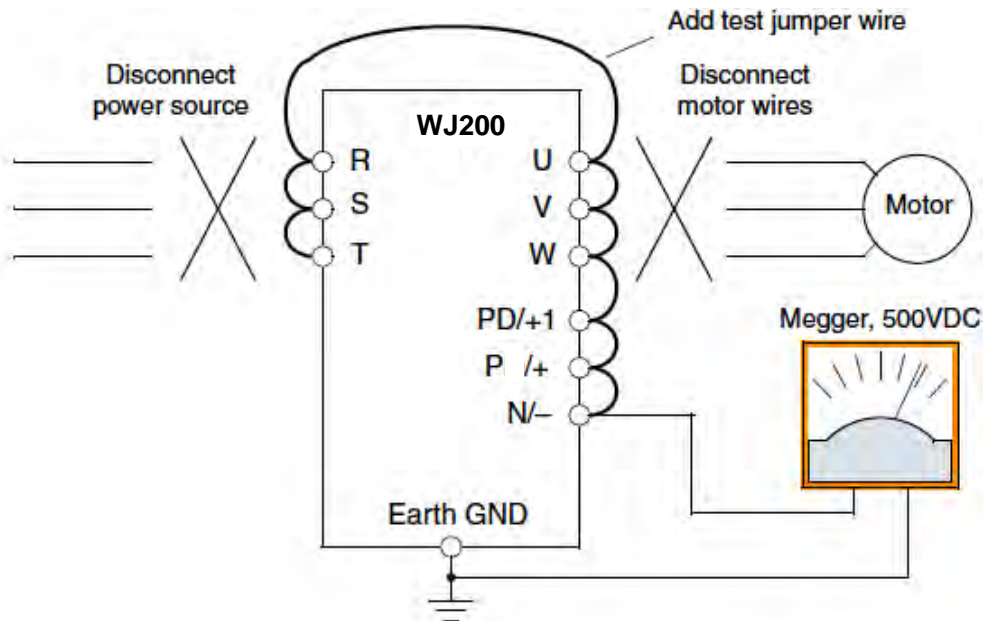 Add test jumper wire
Disconnect
power source
Disconnect
motor wires
WJ200
R
S
T
U
V
W
Motor
PD/+1
P /+
N/–
Megger, 500VDC
Earth GND